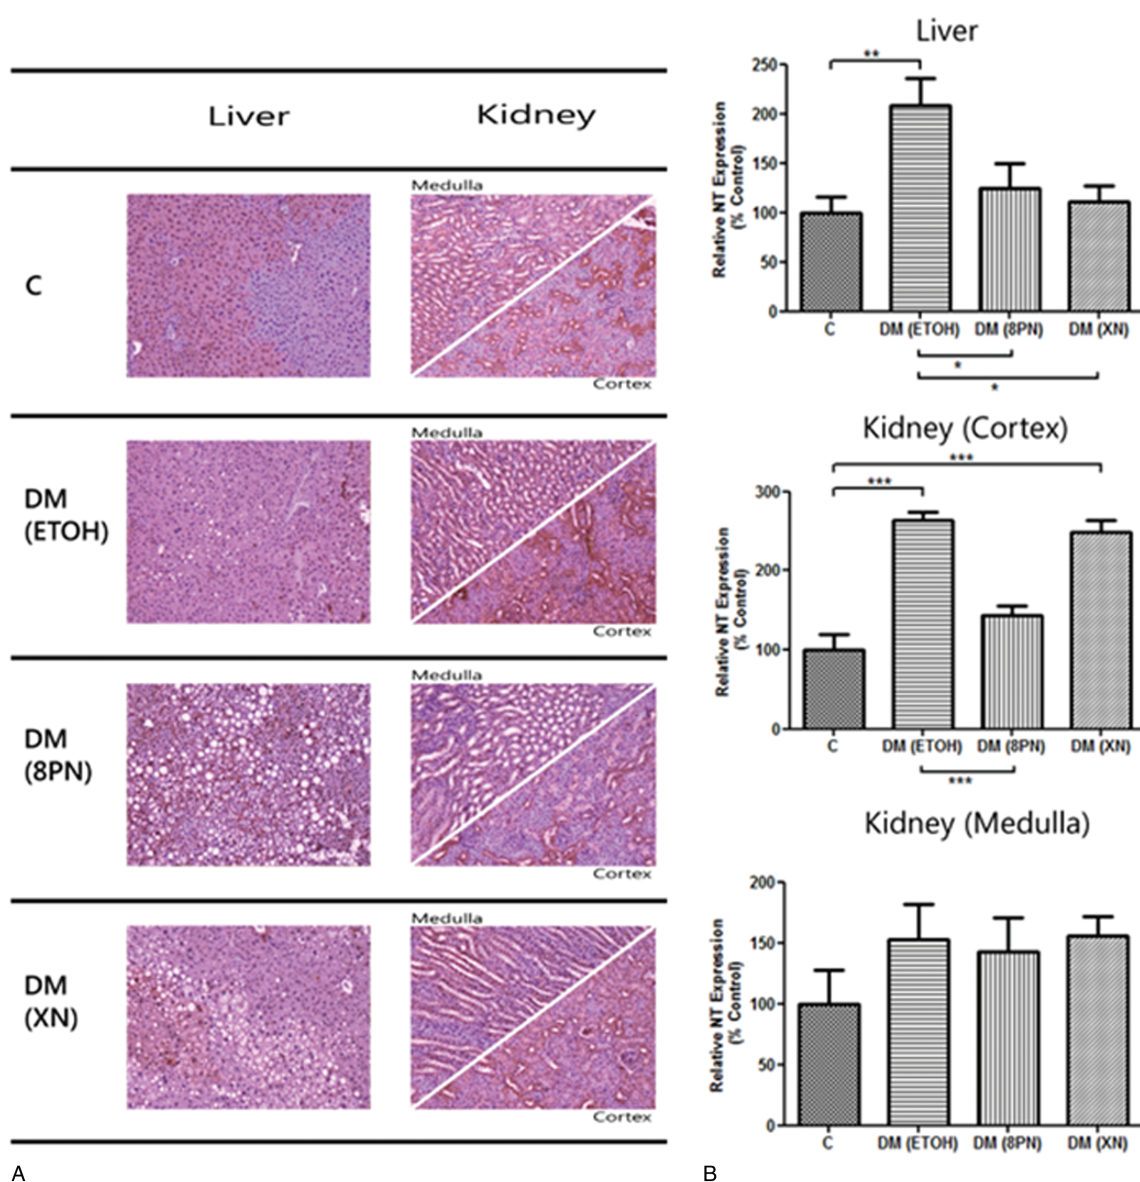 Liver Kidney
Medulla
C
Cortex
Medulla
DM
(ETOH)
Cortex
Medulla
DM
(8PN)
Cortex
Medulla
DM
(XN)
Cortex
A
Liver
**
Relative NT Expression
(% Control)
250
200
150
100
50
0
C DM (ETOH) DM (8PN) DM (XN)
*
*
Kidney (Cortex)
***
***
Relative NT Expression
(% Control)
300
200
100
0
C DM (ETOH) DM (8PN) DM (XN)
***
Kidney (Medulla)
Relative NT Expression
(% Control)
200
150
100
50
0
C DM (ETOH) DM (8PN) DM (XN)
B